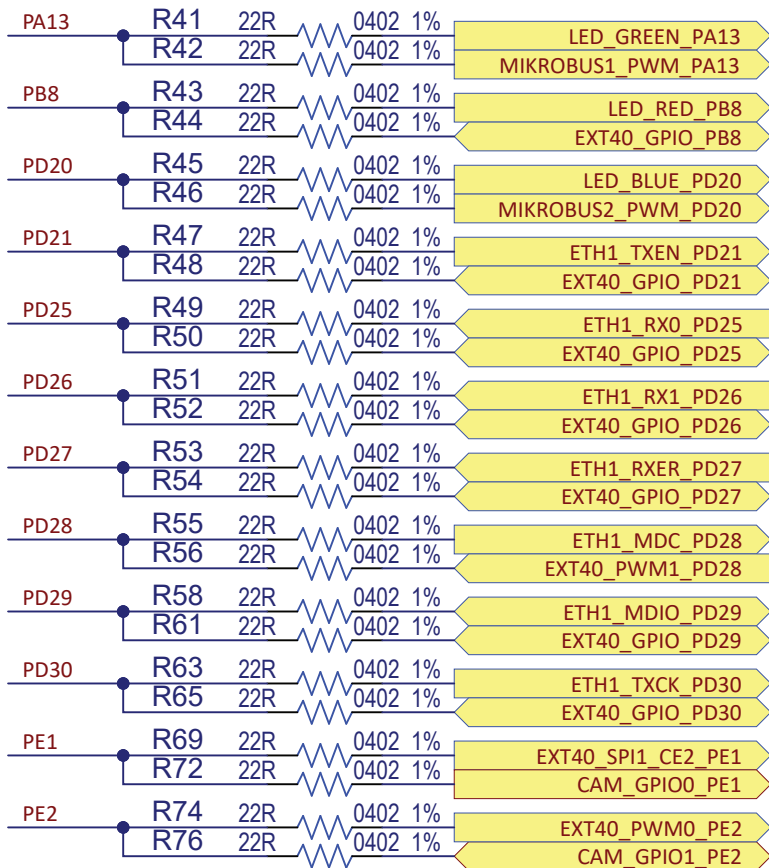 PA13 R41 22R 0402 1% LED_GREEN_PA13
R42 22R 0402 1% MIKROBUS1_PWM_PA13
PB8 R43 22R 0402 1% LED_RED_PB8
R44 22R 0402 1% EXT40_GPIO_PB8
PD20 R45 22R 0402 1% LED_BLUE_PD20
R46 22R 0402 1% MIKROBUS2_PWM_PD20
PD21 R47 22R 0402 1% ETH1_TXEN_PD21
R48 22R 0402 1% EXT40_GPIO_PD21
PD25 R49 22R 0402 1% ETH1_RX0_PD25
R50 22R 0402 1% EXT40_GPIO_PD25
PD26 R51 22R 0402 1% ETH1_RX1_PD26
R52 22R 0402 1% EXT40_GPIO_PD26
PD27 R53 22R 0402 1% ETH1_RXER_PD27
R54 22R 0402 1% EXT40_GPIO_PD27
PD28 R55 22R 0402 1% ETH1_MDC_PD28
R56 22R 0402 1% EXT40_PWM1_PD28
PD29 R58 22R 0402 1% ETH1_MDIO_PD29
R61 22R 0402 1% EXT40_GPIO_PD29
PD30 R63 22R 0402 1% ETH1_TXCK_PD30
R65 22R 0402 1% EXT40_GPIO_PD30
PE1 R69 22R 0402 1% EXT40_SPI1_CE2_PE1
R72 22R 0402 1% CAM_GPIO0_PE1
PE2 R74 22R 0402 1% EXT40_PWM0_PE2
R76 22R 0402 1% CAM_GPIO1_PE2